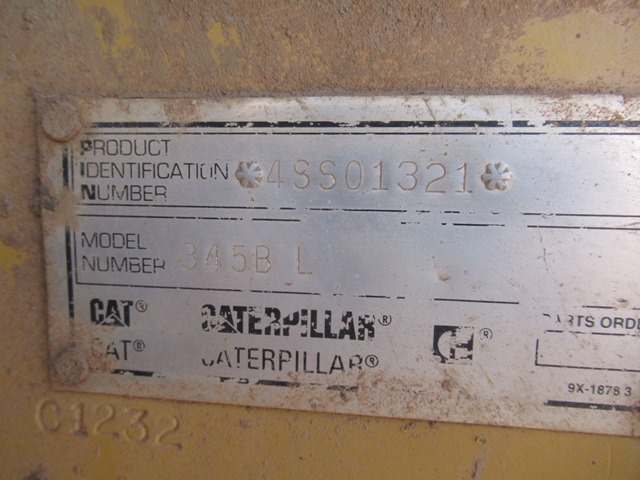 PRODUCT
IDENTIFICATION 4SS01321
NUMBER
MODEL
NUMBER 345B L
CAT® CATERPILLAR® ®
CAT® CATERPILLAR®
PARTS ORDE
9X-1878 3
C1232